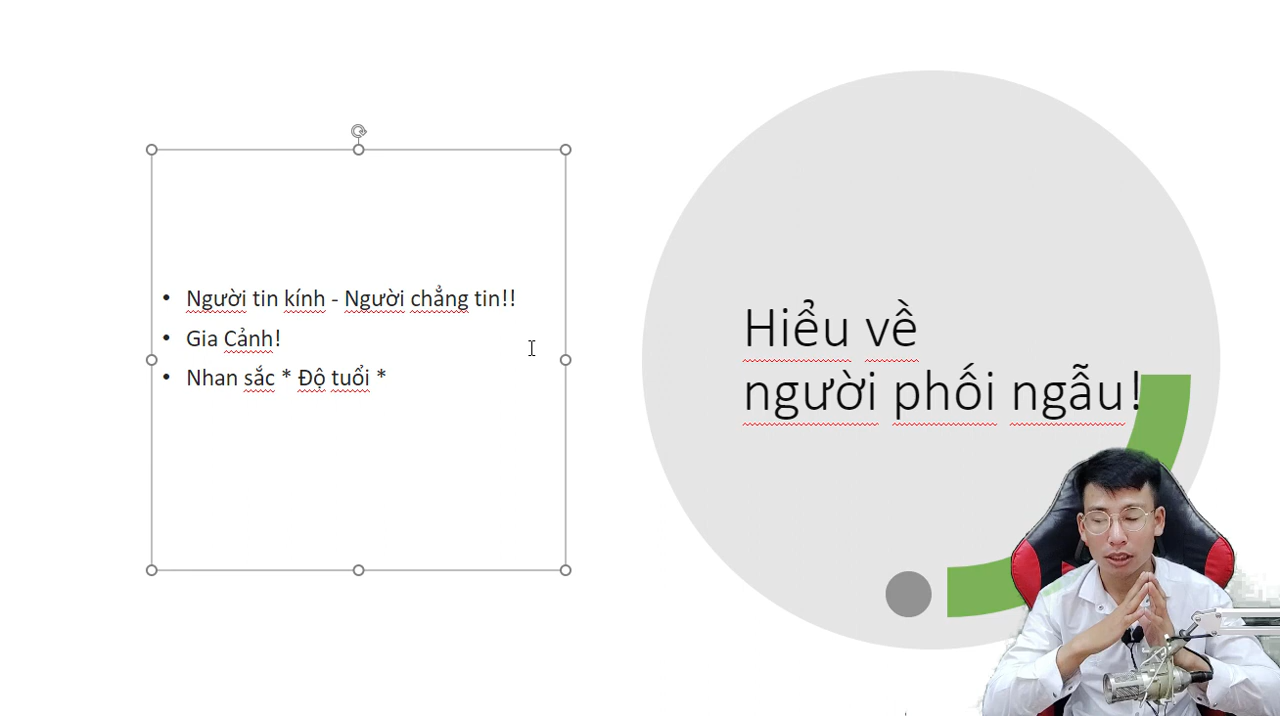 Người tin kính - Người chẳng tin!!
Gia Cảnh!
Nhan sắc * Độ tuổi *
Hiểu về
người phối ngẫu!